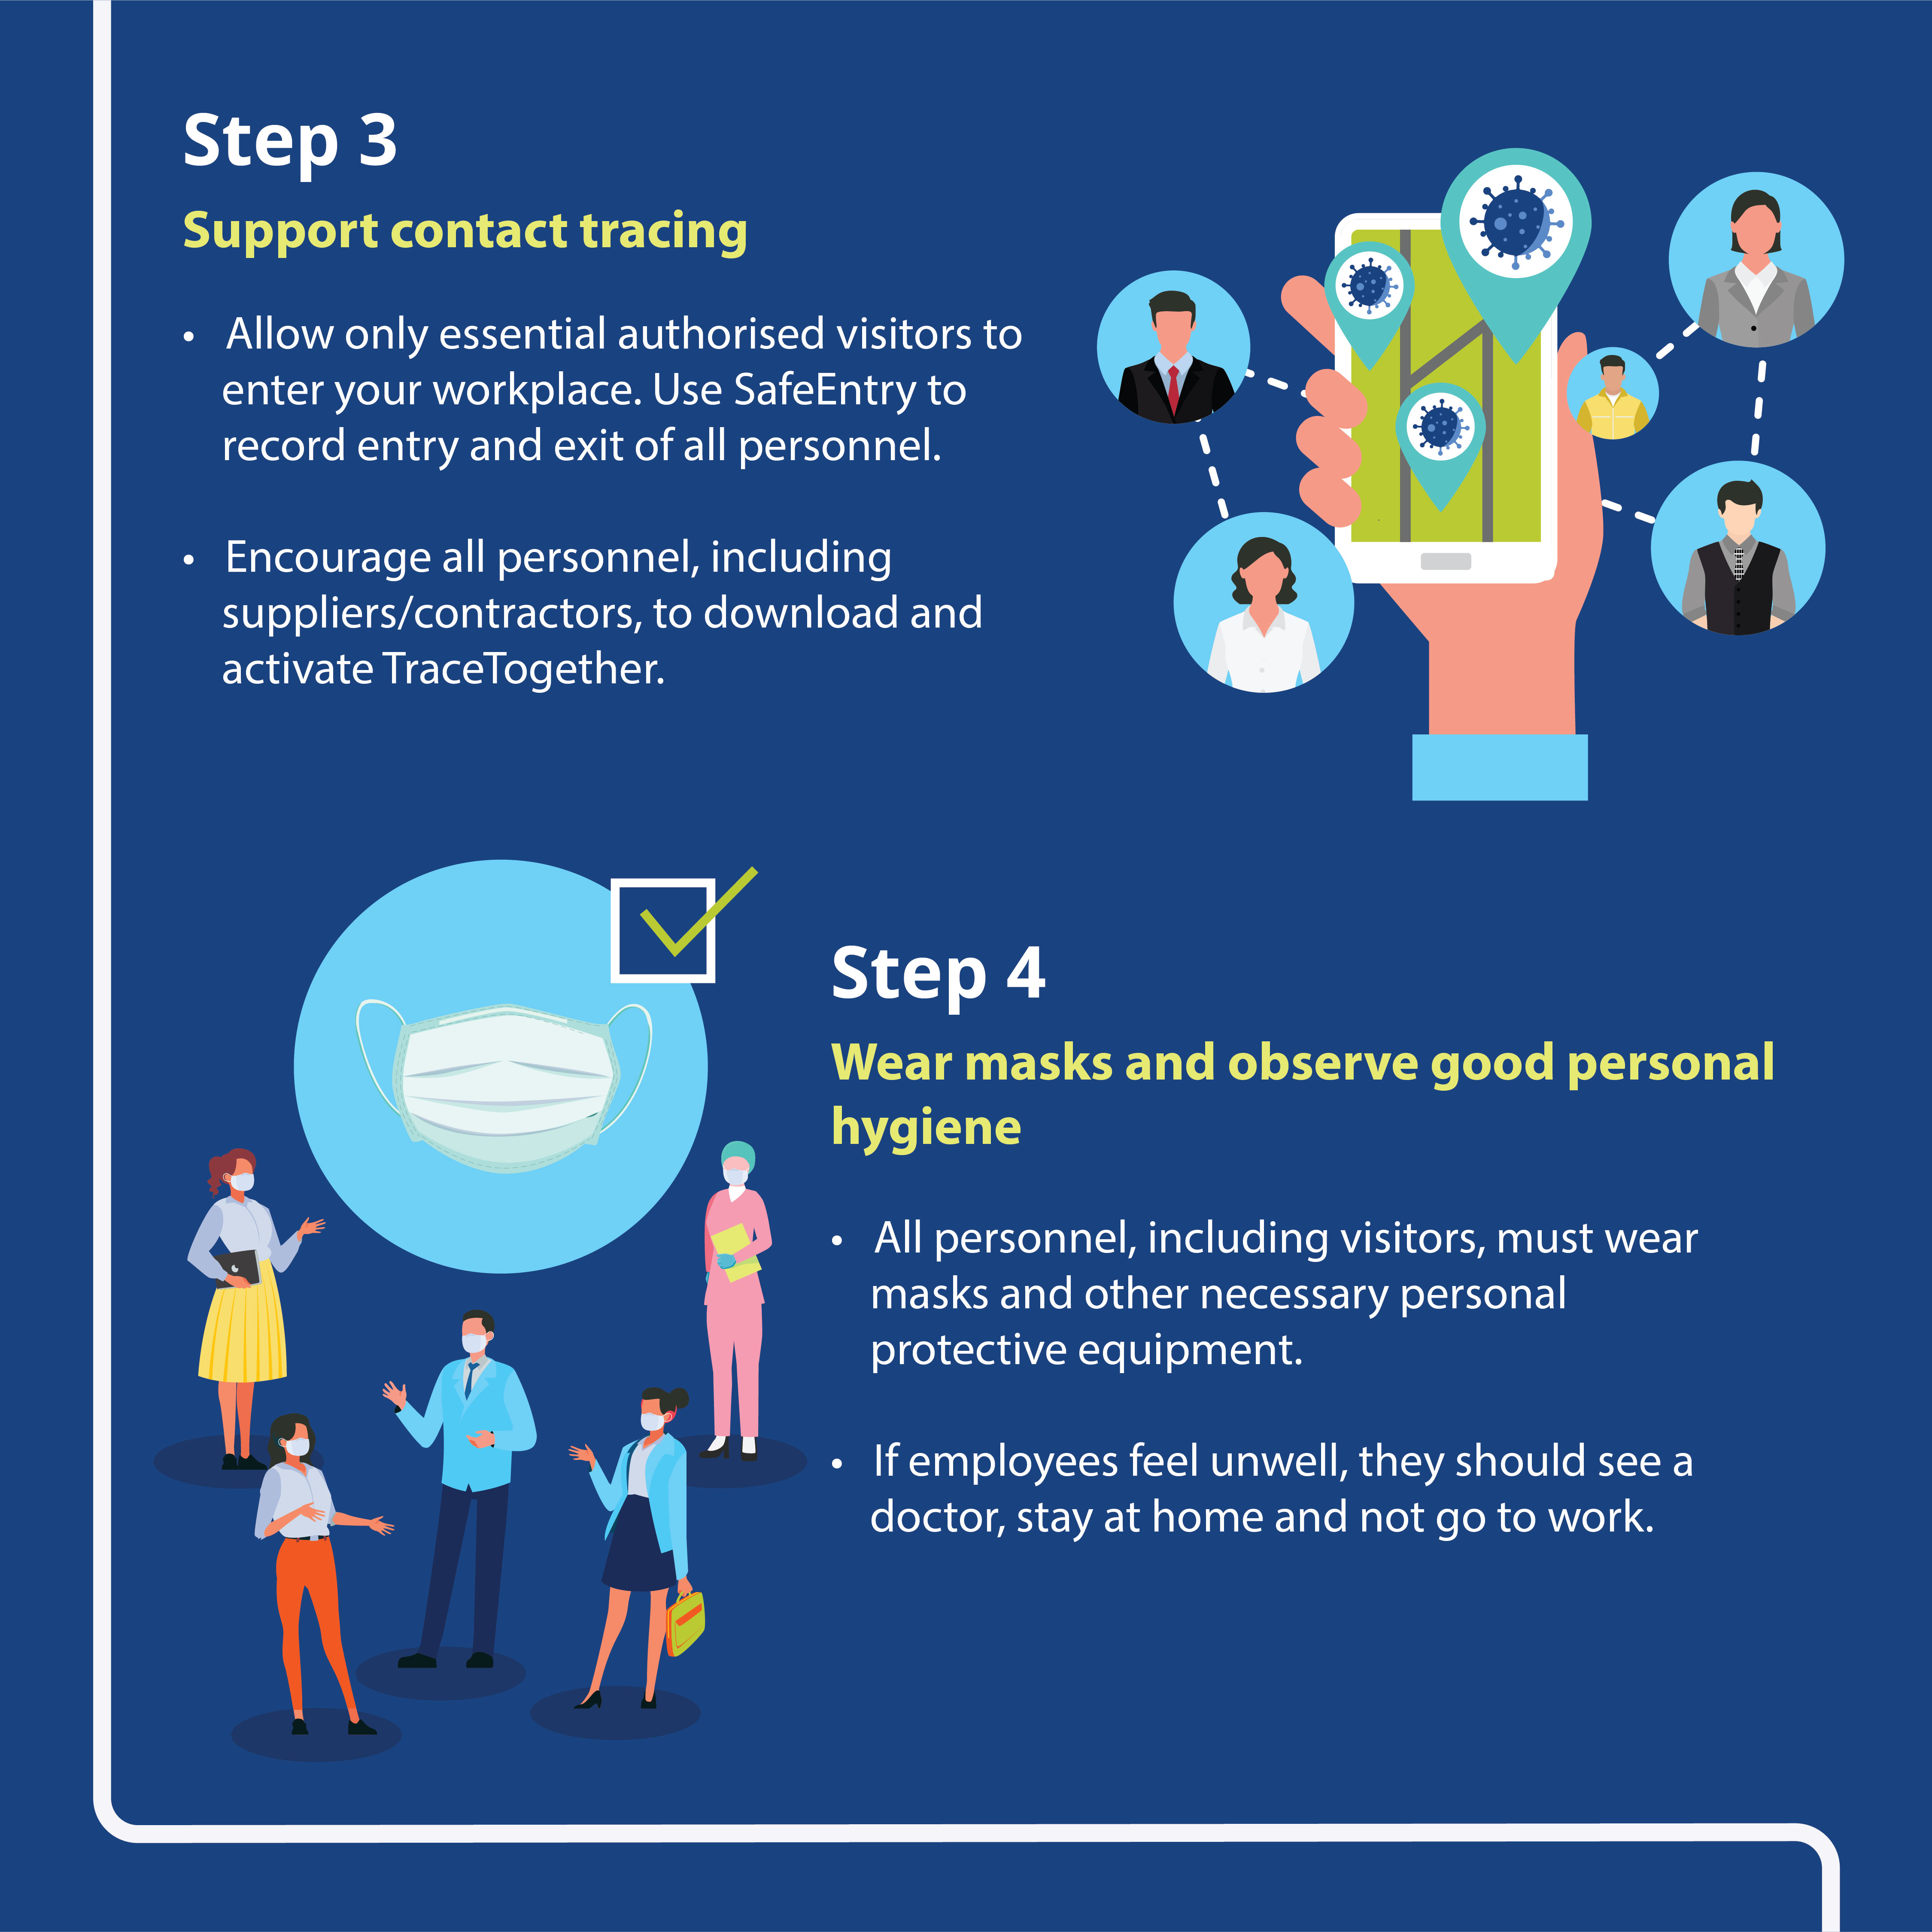 Step 3
Support contact tracing
• Allow only essential authorised visitors to
enter your workplace. Use SafeEntry to
record entry and exit of all personnel.
• Encourage all personnel, including
suppliers/contractors, to download and
activate TraceTogether.
Step 4
Wear masks and observe good personal
hygiene
• All personnel, including visitors, must wear
masks and other necessary personal
protective equipment.
• If employees feel unwell, they should see a
doctor, stay at home and not go to work.